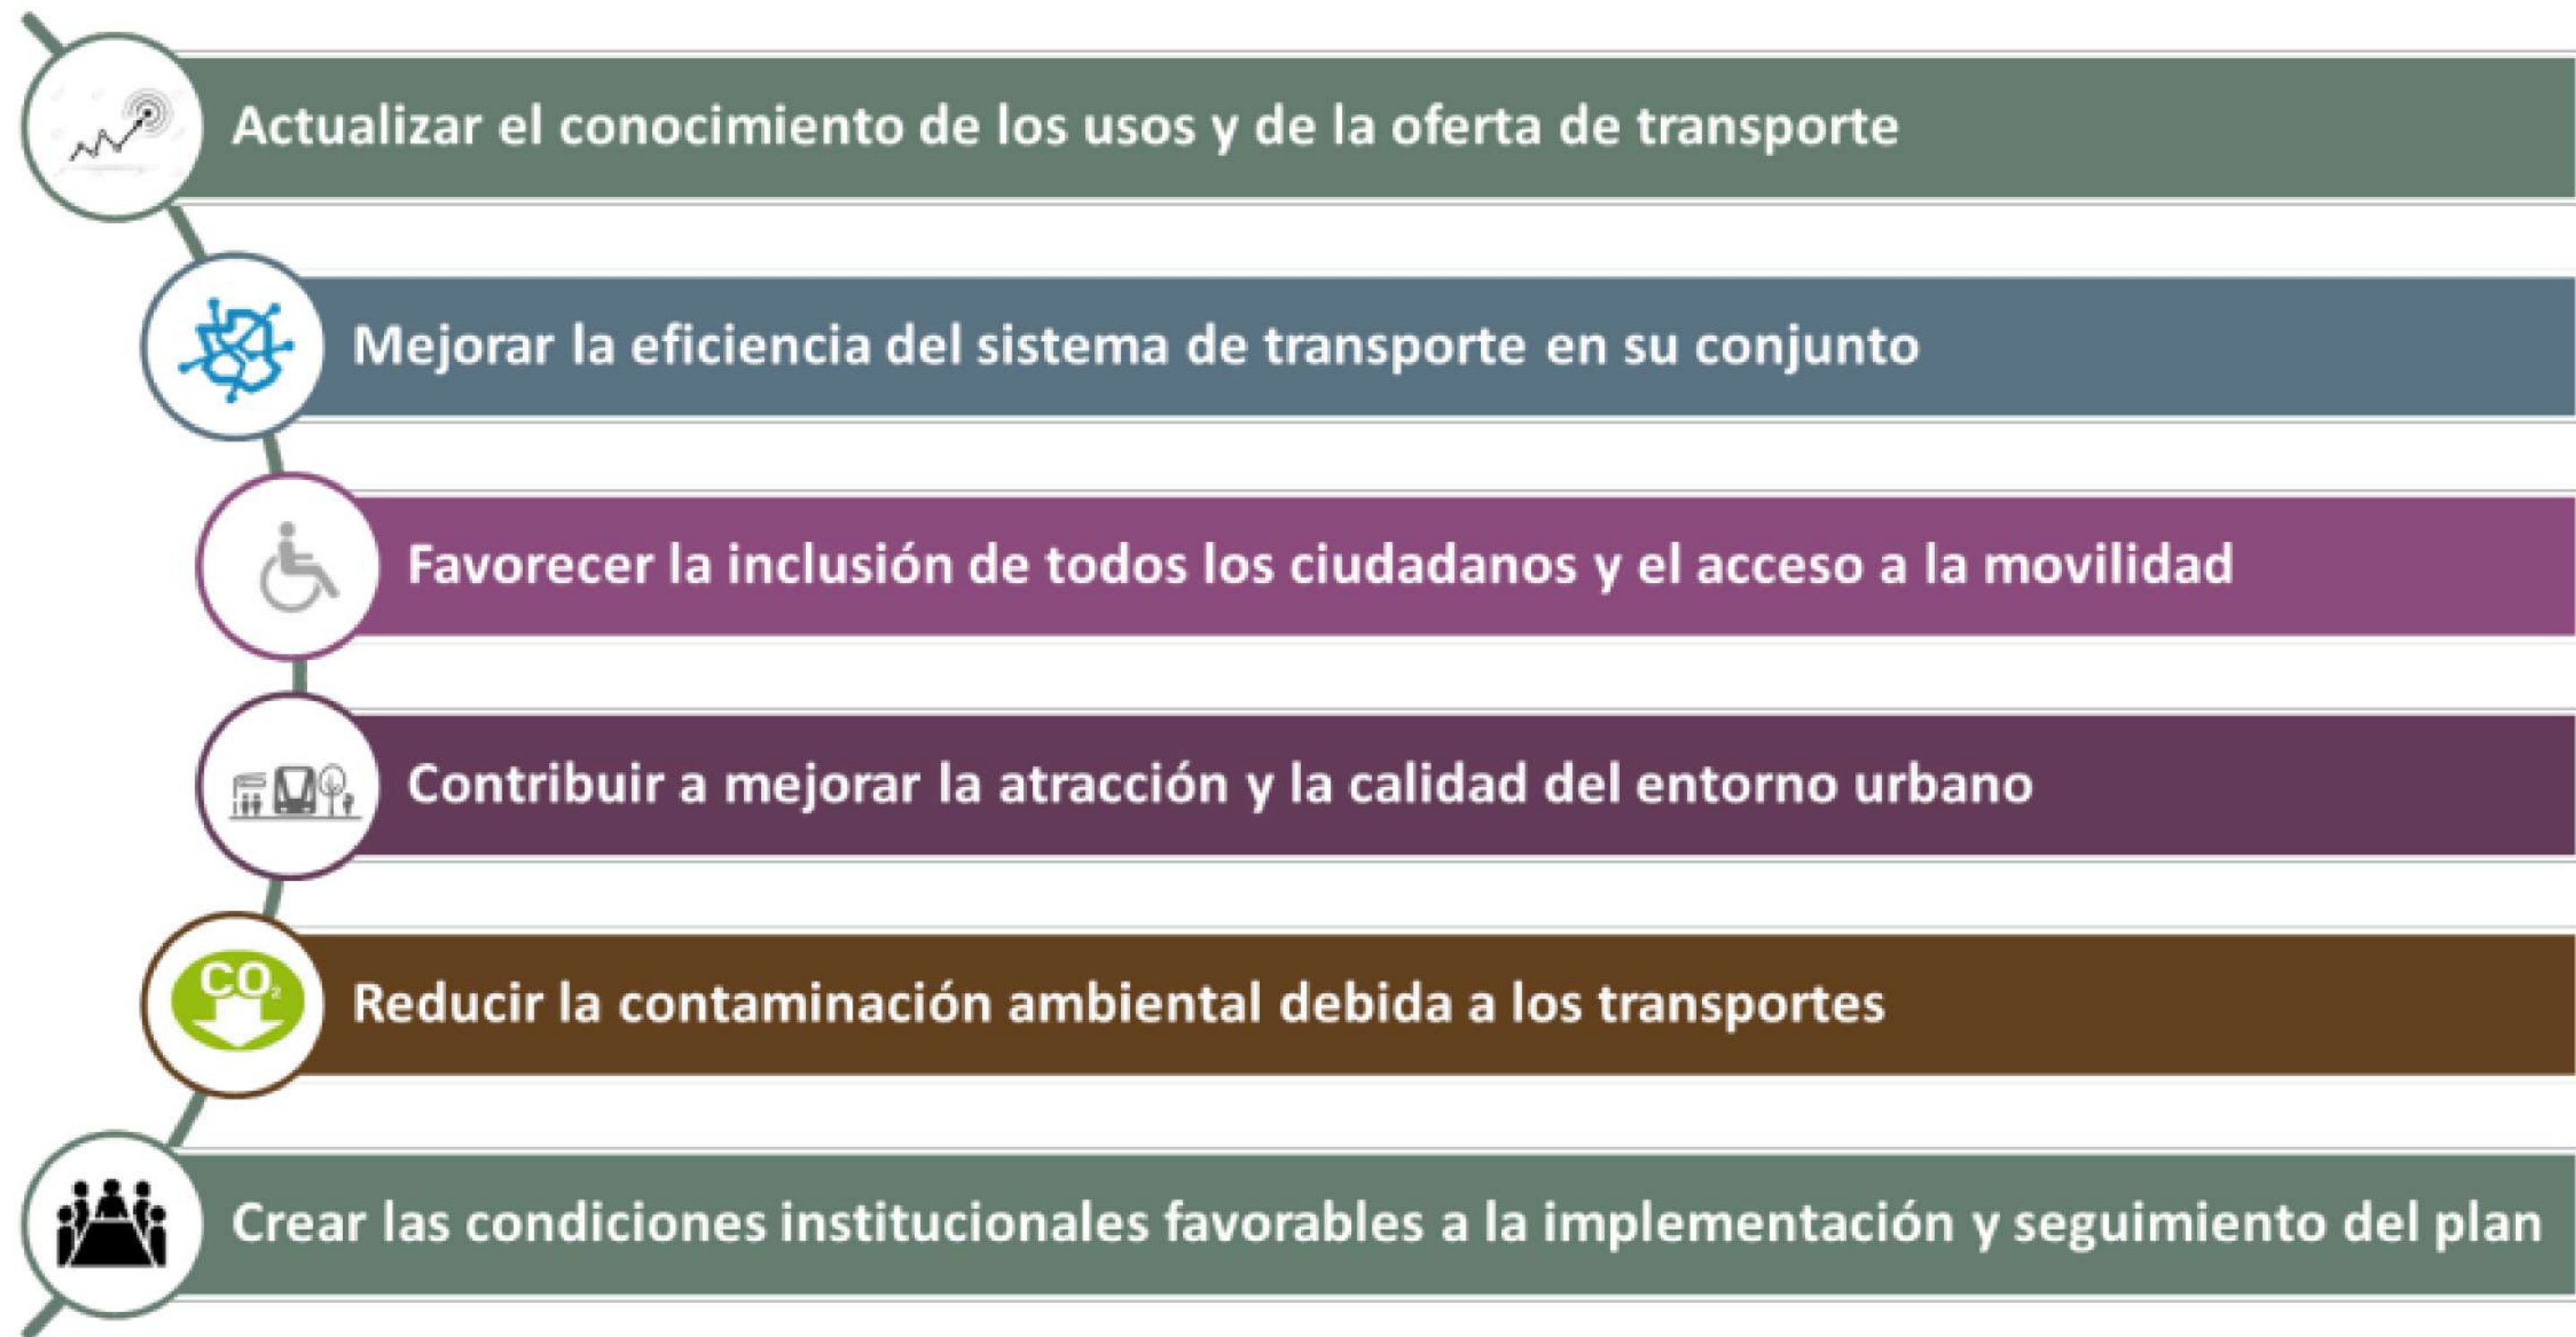 Actualizar el conocimiento de los usos y de la oferta de transporte
Mejorar la eficiencia del sistema de transporte en su conjunto
Favorecer la inclusión de todos los ciudadanos y el acceso a la movilidad
Contribuir a mejorar la atracción y la calidad del entorno urbano
CO₂
Reducir la contaminación ambiental debida a los transportes
Crear las condiciones institucionales favorables a la implementación y seguimiento del plan